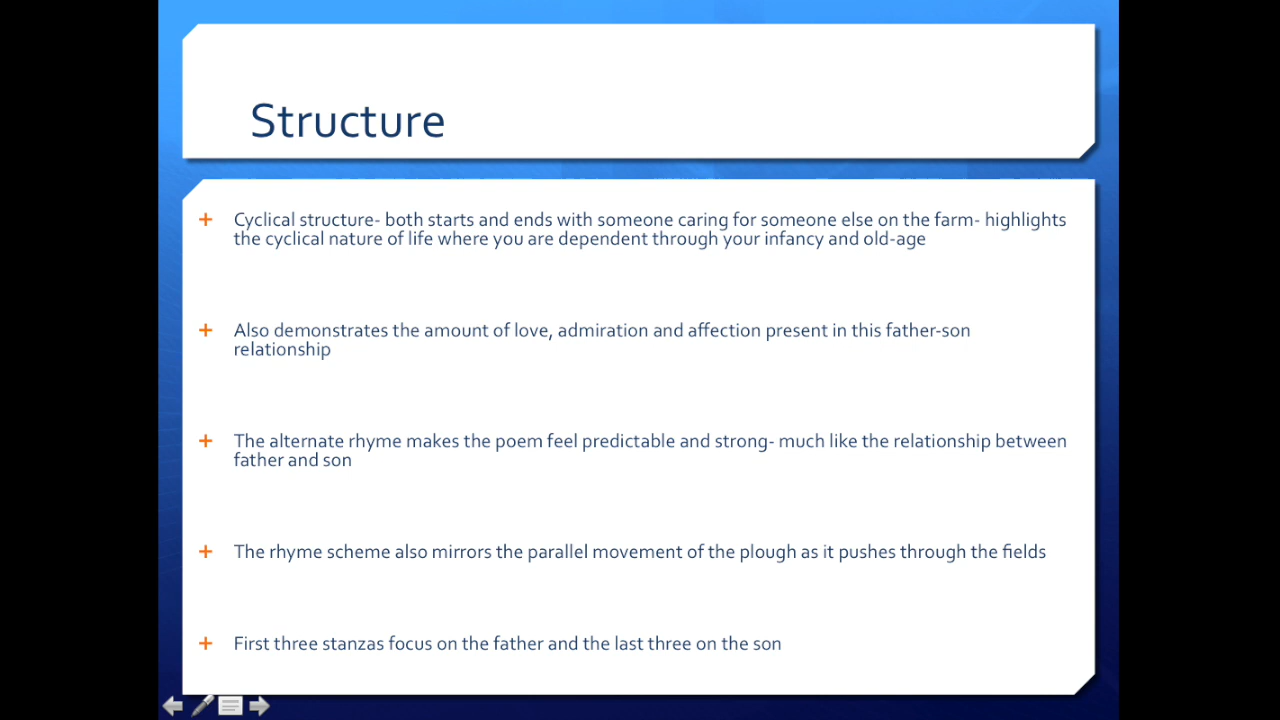 Structure
Cyclical structure- both starts and ends with someone caring for someone else on the farm- highlights
the cyclical nature of life where you are dependent through your infancy and old-age
Also demonstrates the amount of love, admiration and affection present in this father-son
relationship
The alternate rhyme makes the poem feel predictable and strong- much like the relationship between
father and son
The rhyme scheme also mirrors the parallel movement of the plough as it pushes through the fields
First three stanzas focus on the father and the last three on the son